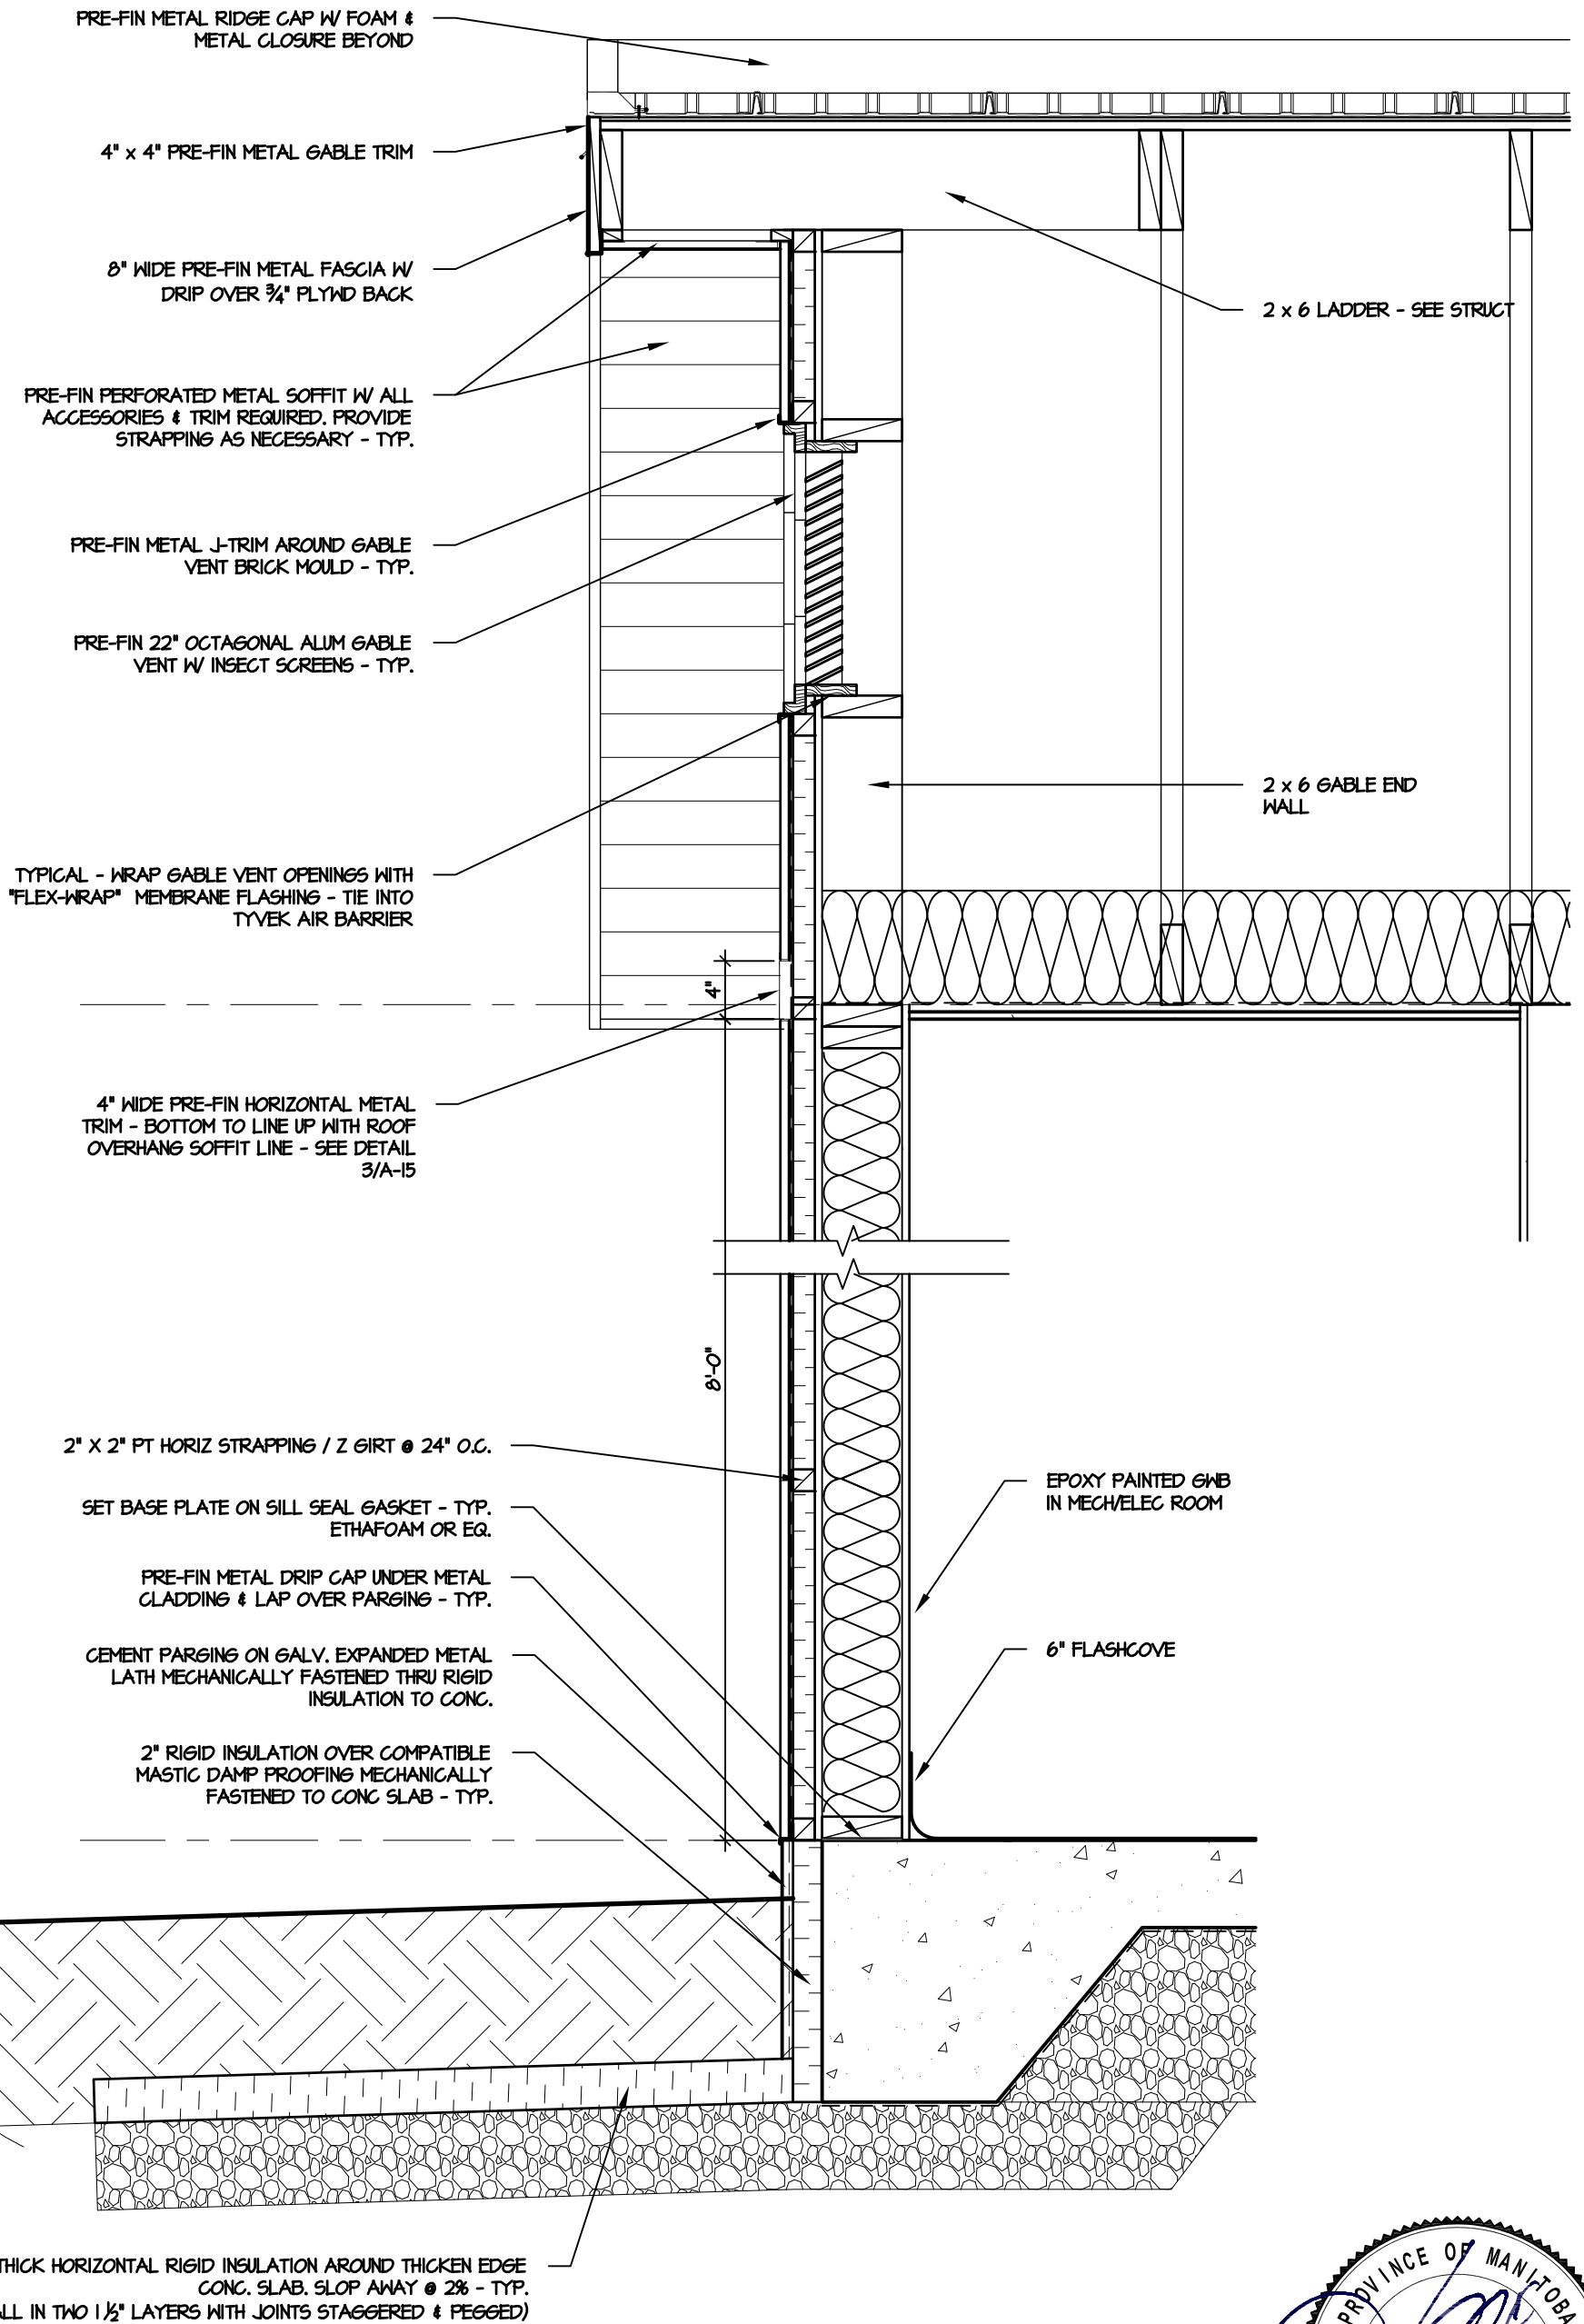 PRE-FIN METAL RIDGE CAP W/ FOAM &
METAL CLOSURE BEYOND
4" x 4" PRE-FIN METAL GABLE TRIM
8" WIDE PRE-FIN METAL FASCIA W/
DRIP OVER ¾" PLYWD BACK
2 x 6 LADDER - SEE STRUCT
PRE-FIN PERFORATED METAL SOFFIT W/ ALL
ACCESSORIES & TRIM REQUIRED. PROVIDE
STRAPPING AS NECESSARY - TYP.
PRE-FIN METAL J-TRIM AROUND GABLE
VENT BRICK MOULD - TYP.
PRE-FIN 22" OCTAGONAL ALUM GABLE
VENT W/ INSECT SCREENS - TYP.
2 x 6 GABLE END
WALL
TYPICAL - WRAP GABLE VENT OPENINGS WITH
"FLEX-WRAP" MEMBRANE FLASHING - TIE INTO
TYVEK AIR BARRIER
4"
4" WIDE PRE-FIN HORIZONTAL METAL
TRIM - BOTTOM TO LINE UP WITH ROOF
OVERHANG SOFFIT LINE - SEE DETAIL
3/A-15
8'-0"
2" X 2" PT HORIZ STRAPPING / Z GIRT @ 24" O.C.
SET BASE PLATE ON SILL SEAL GASKET - TYP.
ETHAFOAM OR EQ.
EPOXY PAINTED GWB
IN MECH/ELEC ROOM
PRE-FIN METAL DRIP CAP UNDER METAL
CLADDING & LAP OVER PARGING - TYP.
CEMENT PARGING ON GALV. EXPANDED METAL
LATH MECHANICALLY FASTENED THRU RIGID
INSULATION TO CONC.
6" FLASHCOVE
2" RIGID INSULATION OVER COMPATIBLE
MASTIC DAMP PROOFING MECHANICALLY
FASTENED TO CONC SLAB - TYP.
THICK HORIZONTAL RIGID INSULATION AROUND THICKEN EDGE
CONC. SLAB. SLOP AWAY @ 2% - TYP.
ALL IN TWO 1 ½" LAYERS WITH JOINTS STAGGERED & PEGGED)
PROVINCE OF MANITOBA